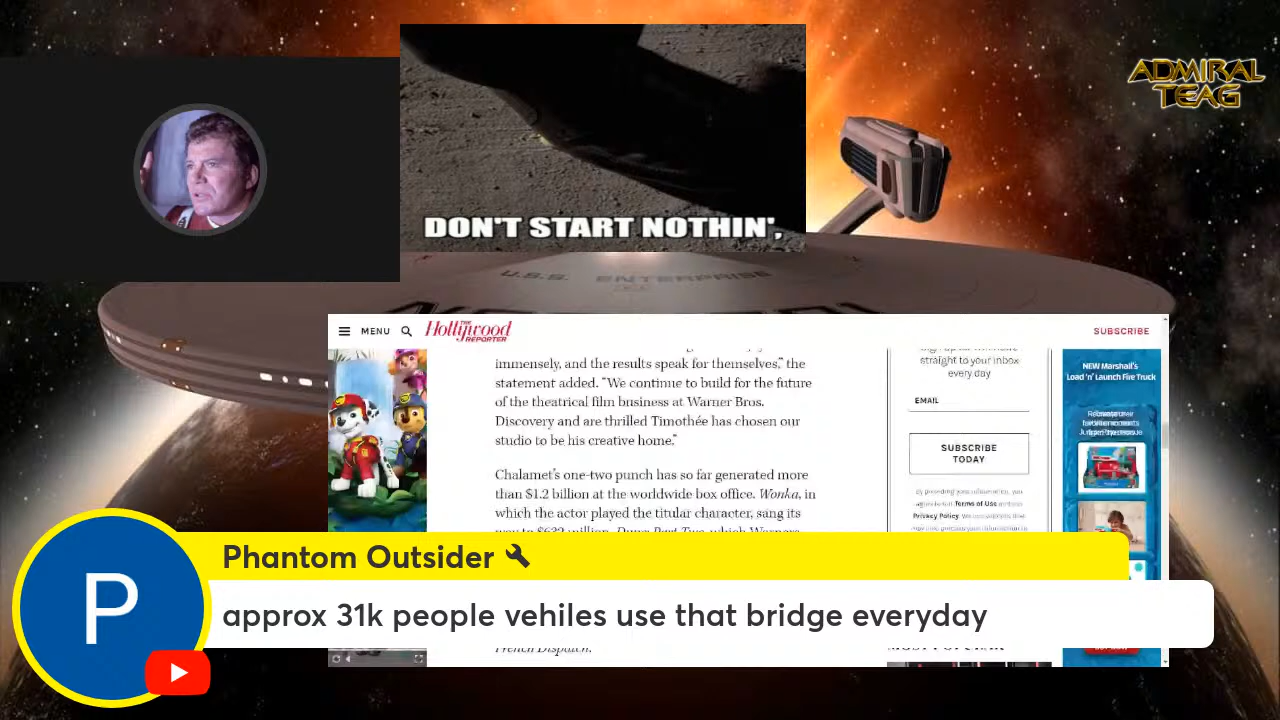 ADMIRAL
TEAG
DON'T START NOTHIN',
U.S.S. ENTERPRISE
MENU
THE
Hollywood
REPORTER
SUBSCRIBE
immensely, and the results speak for themselves," the
statement added. "We continue to build for the future
of the theatrical film business at Warner Bros.
Discovery and are thrilled Timothée has chosen our
studio to be his creative home."
Chalamet's one-two punch has so far generated more
than $1.2 billion at the worldwide box office. Wonka, in
which the actor played the titular character, sang its
French Dispatch.
straight to your inbox
every day
EMAIL
SUBSCRIBE
TODAY
Terms of Use
Privacy Policy
NEW Marshall's
Load 'n' Launch Fire Truck
P
Phantom Outsider
approx 31k people vehiles use that bridge everyday